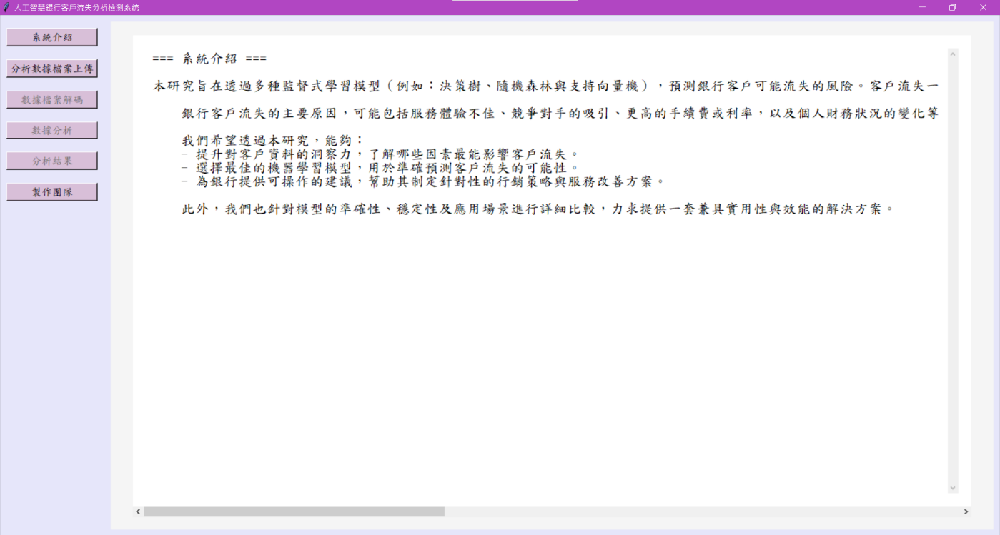 人工智慧銀行客戶流失分析檢測系統
系統介紹
分析數據檔案上傳
數據檔案解碼
數據分析
分析結果
製作團隊
=== 系統介紹 ===
本研究旨在透過多種監督式學習模型（例如：決策樹、隨機森林與支持向量機），預測銀行客戶可能流失的風險。客戶流失一
銀行客戶流失的主要原因，可能包括服務體驗不佳、競爭對手的吸引、更高的手續費或利率，以及個人財務狀況的變化等
我們希望透過本研究，能夠：
- 提升對客戶資料的洞察力，了解哪些因素最能影響客戶流失。
- 選擇最佳的機器學習模型，用於準確預測客戶流失的可能性。
- 為銀行提供可操作的建議，幫助其制定針對性的行銷策略與服務改善方案。
此外，我們也針對模型的準確性、穩定性及應用場景進行詳細比較，力求提供一套兼具實用性與效能的解決方案。